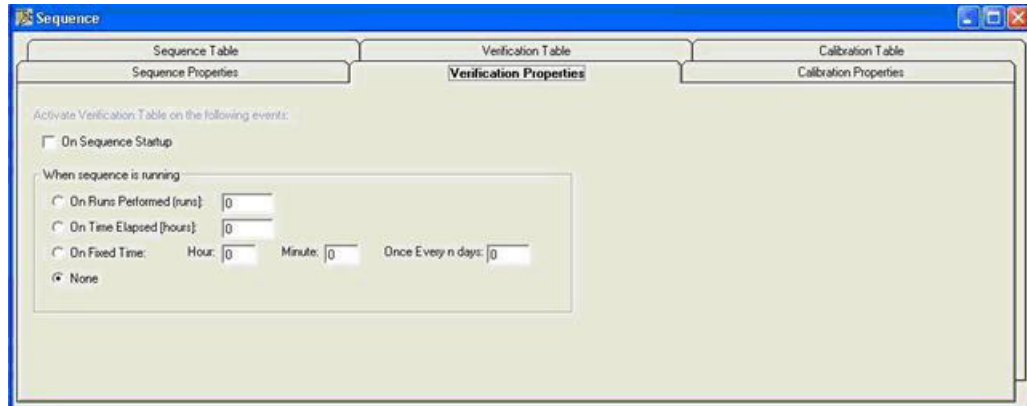 Sequence
Sequence Table Verification Table Calibration Table
Sequence Properties Verification Properties Calibration Properties
Activate Verification Table on the following events:
On Sequence Startup
When sequence is running
On Runs Performed [runs]: 0
On Time Elapsed [hours]: 0
On Fixed Time: Hour: 0 Minute: 0 Once Every n days: 0
None